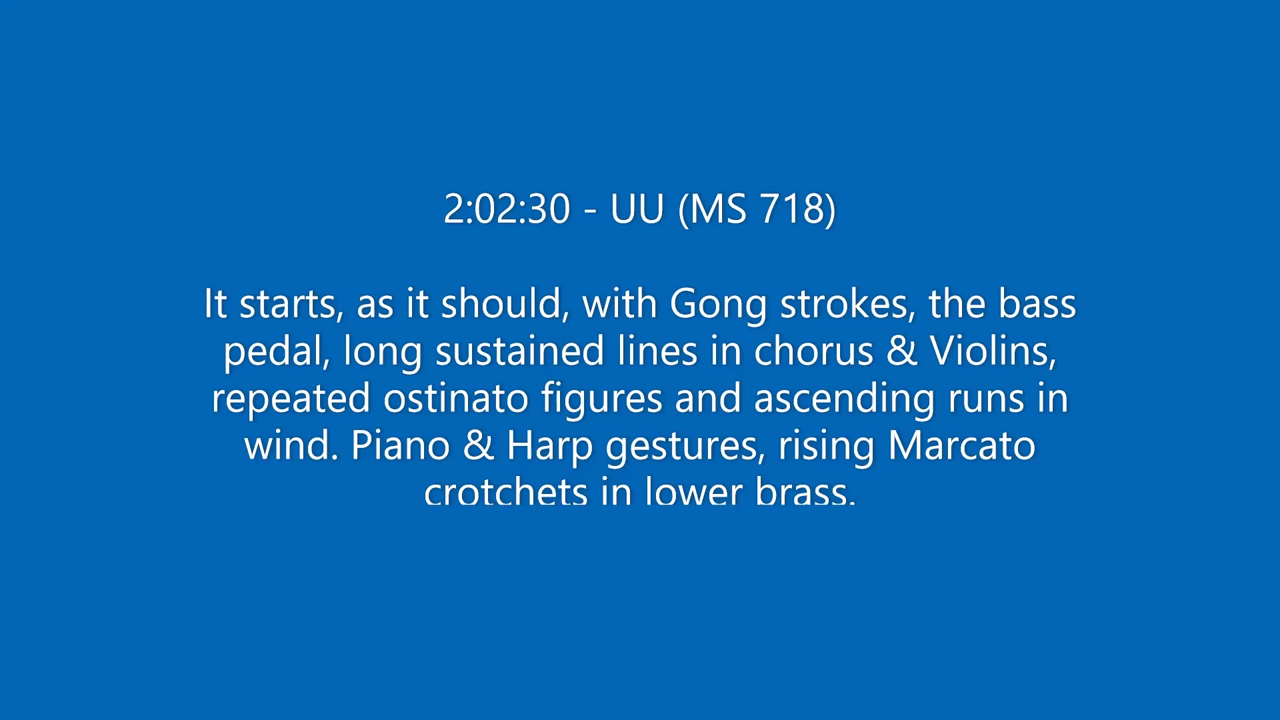 2:02:30 - UU (MS 718)
It starts, as it should, with Gong strokes, the bass
pedal, long sustained lines in chorus & Violins,
repeated ostinato figures and ascending runs in
wind. Piano & Harp gestures, rising Marcato
crotchets in lower brass.